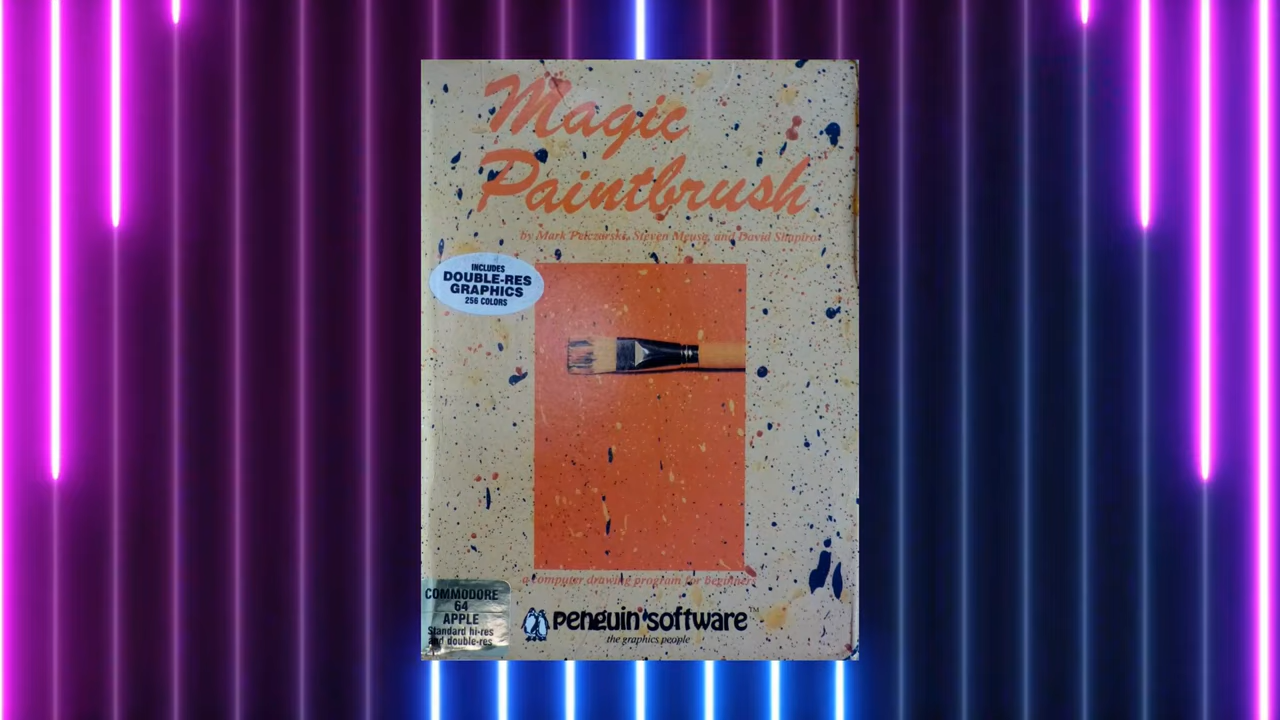 Magic
Paintbrush
by Mark Pelczarski, Steven Meuse, and David Shapiro
INCLUDES
DOUBLE-RES
GRAPHICS
256 COLORS
a computer drawing program for beginners
COMMODORE
64
APPLE
Standard hi-res
and double-res
penguin software™
the graphics people